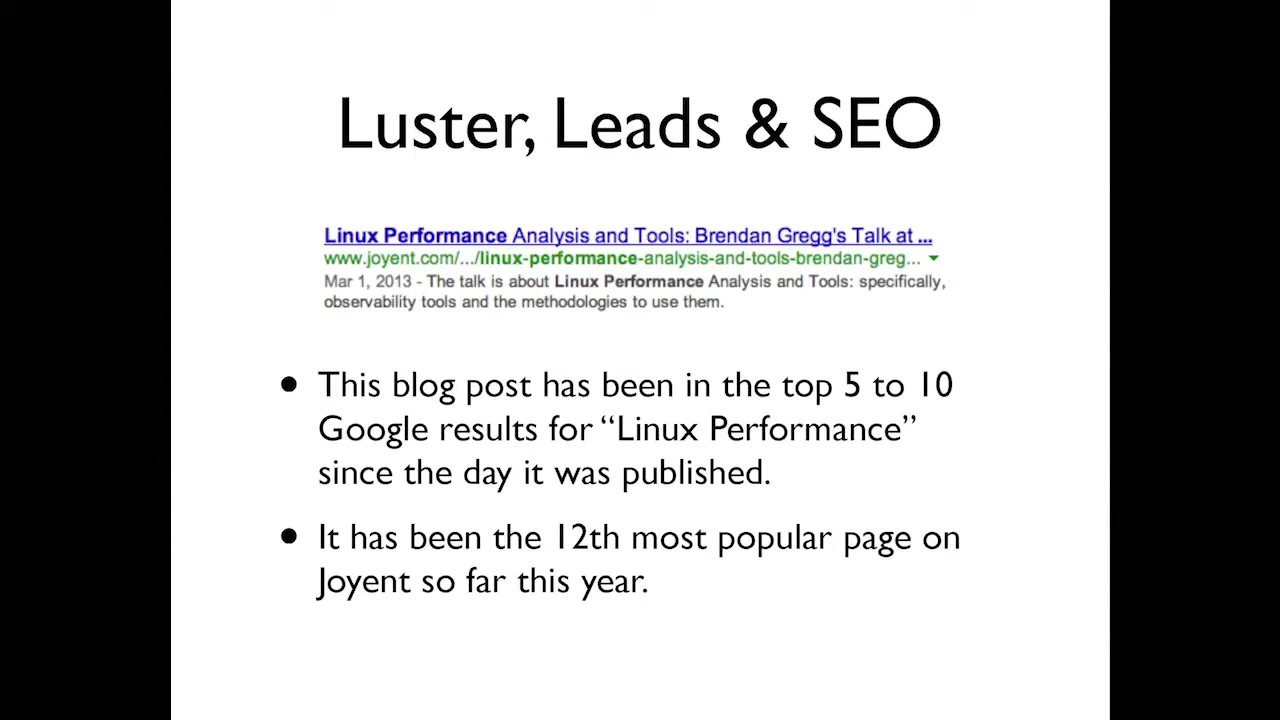 Luster, Leads & SEO
Linux Performance Analysis and Tools: Brendan Gregg's Talk at ...
www.joyent.com/.../linux-performance-analysis-and-tools-brendan-greg...
Mar 1, 2013 - The talk is about Linux Performance Analysis and Tools: specifically,
observability tools and the methodologies to use them.
• This blog post has been in the top 5 to 10
Google results for “Linux Performance”
since the day it was published.
• It has been the 12th most popular page on
Joyent so far this year.